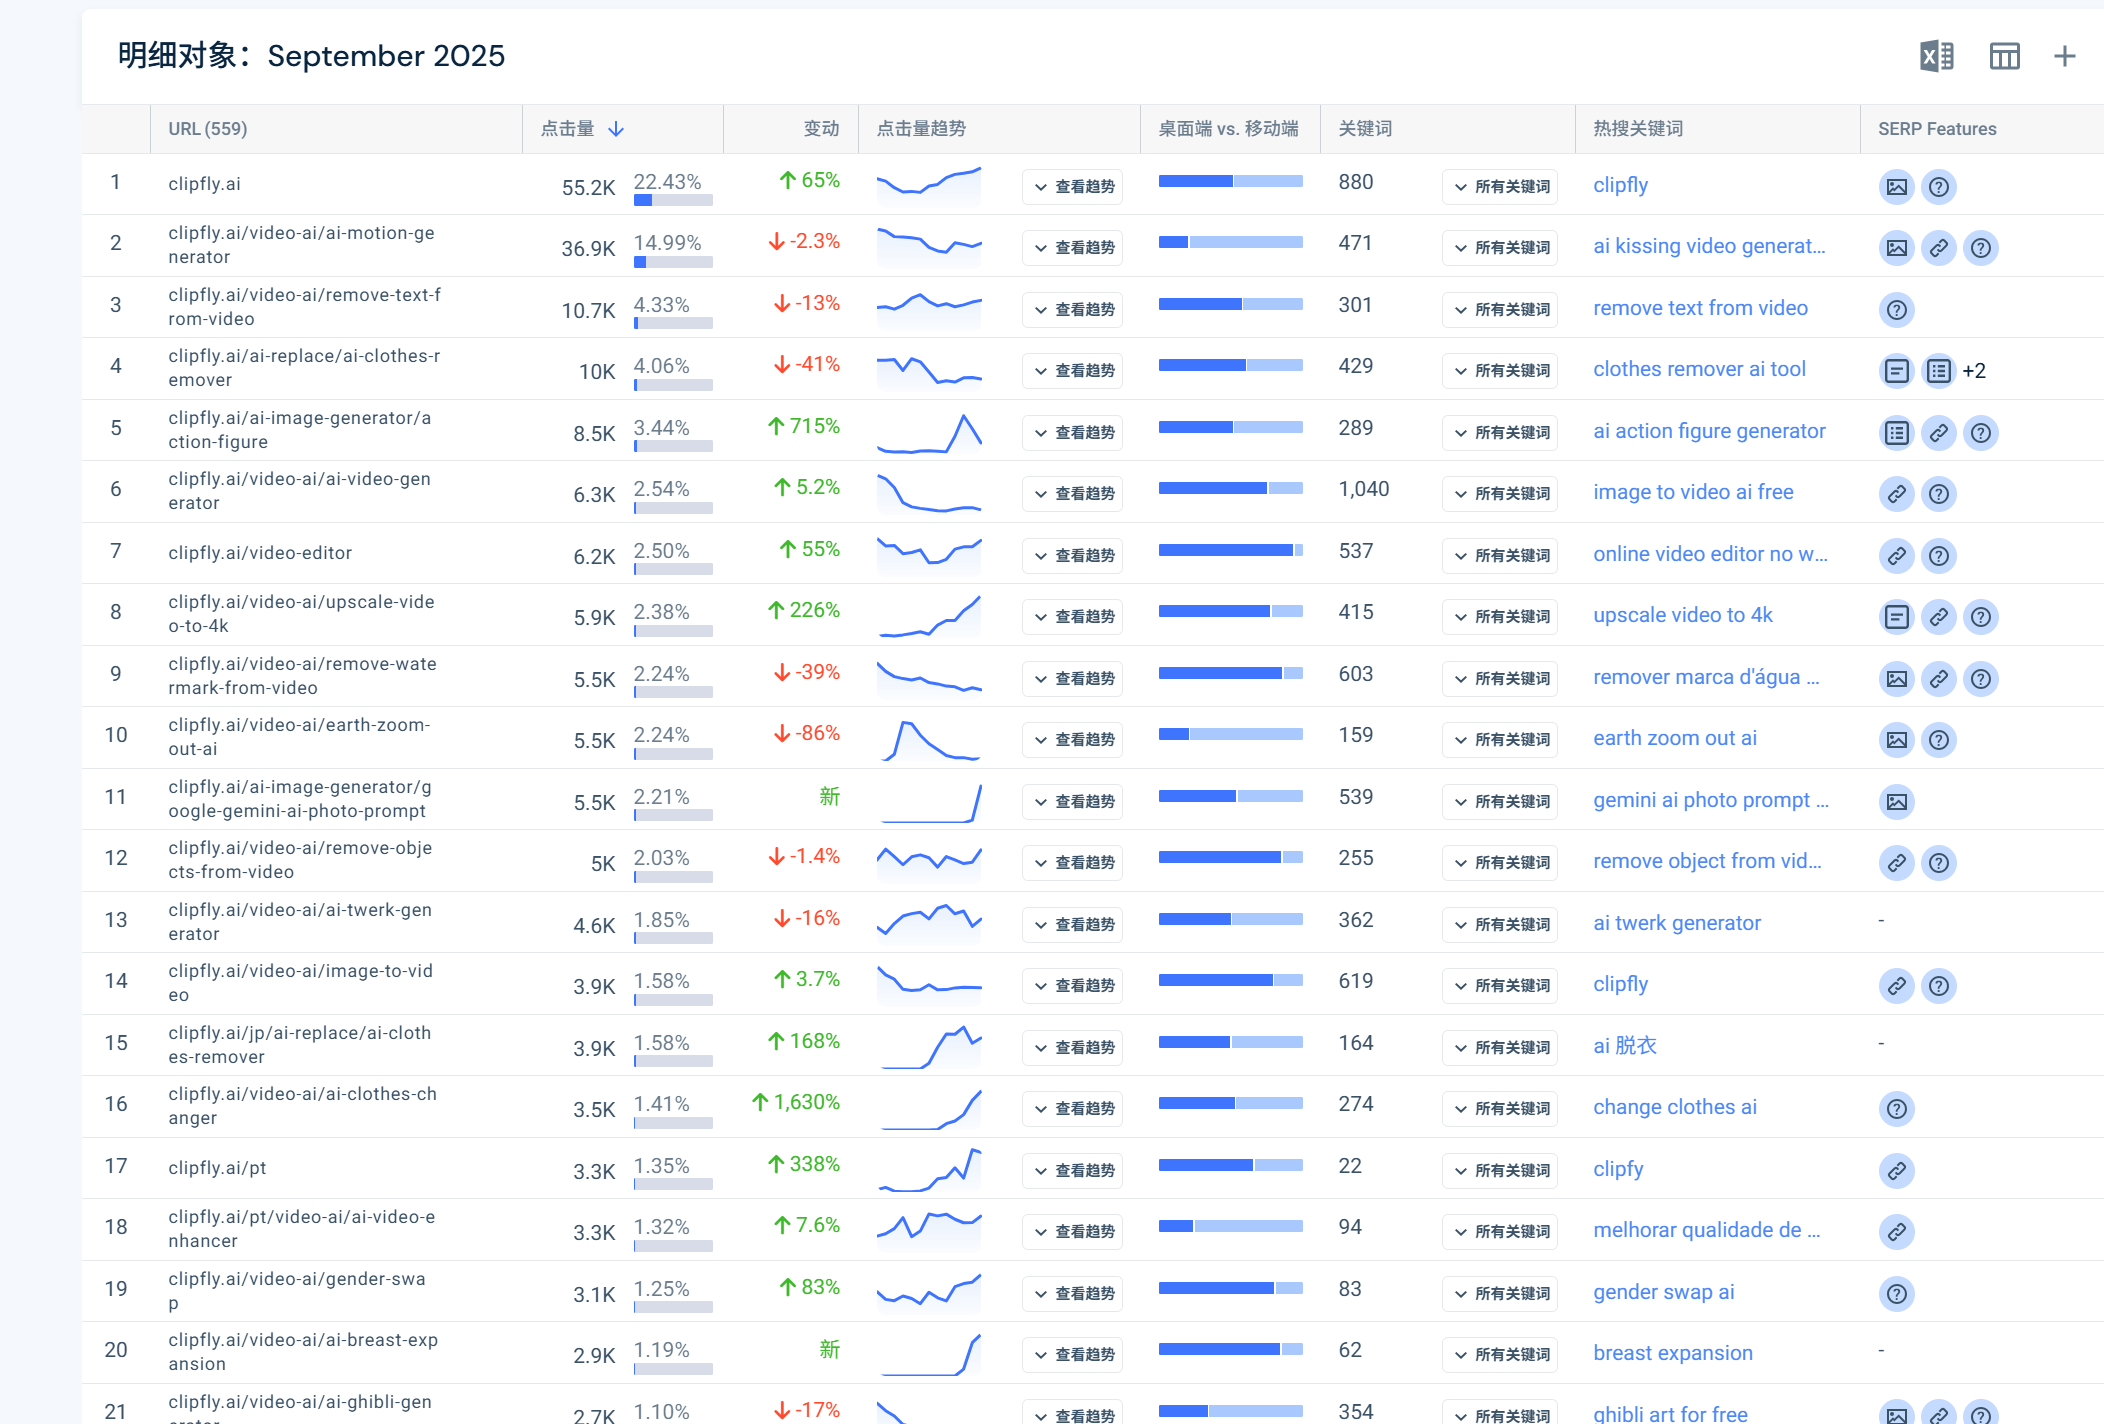 明细对象：September 2025
URL (559) 点击量 变动 点击量趋势 桌面端 vs. 移动端 关键词 热搜关键词 SERP Features
1 clipfly.ai 55.2K 22.43% 65% 查看趋势 880 所有关键词 clipfly
2 clipfly.ai/video-ai/ai-motion-ge
nerator 36.9K 14.99% -2.3% 查看趋势 471 所有关键词 ai kissing video generat...
3 clipfly.ai/video-ai/remove-text-f
rom-video 10.7K 4.33% -13% 查看趋势 301 所有关键词 remove text from video
4 clipfly.ai/ai-replace/ai-clothes-r
emover 10K 4.06% -41% 查看趋势 429 所有关键词 clothes remover ai tool +2
5 clipfly.ai/ai-image-generator/a
ction-figure 8.5K 3.44% 715% 查看趋势 289 所有关键词 ai action figure generator
6 clipfly.ai/video-ai/ai-video-gen
erator 6.3K 2.54% 5.2% 查看趋势 1,040 所有关键词 image to video ai free
7 clipfly.ai/video-editor 6.2K 2.50% 55% 查看趋势 537 所有关键词 online video editor no w...
8 clipfly.ai/video-ai/upscale-vide
o-to-4k 5.9K 2.38% 226% 查看趋势 415 所有关键词 upscale video to 4k
9 clipfly.ai/video-ai/remove-wate
rmark-from-video 5.5K 2.24% -39% 查看趋势 603 所有关键词 remover marca d'água ...
10 clipfly.ai/video-ai/earth-zoom-
out-ai 5.5K 2.24% -86% 查看趋势 159 所有关键词 earth zoom out ai
11 clipfly.ai/ai-image-generator/g
oogle-gemini-ai-photo-prompt 5.5K 2.21% 新 查看趋势 539 所有关键词 gemini ai photo prompt ...
12 clipfly.ai/video-ai/remove-obje
cts-from-video 5K 2.03% -1.4% 查看趋势 255 所有关键词 remove object from vid...
13 clipfly.ai/video-ai/ai-twerk-gen
erator 4.6K 1.85% -16% 查看趋势 362 所有关键词 ai twerk generator -
14 clipfly.ai/video-ai/image-to-vid
eo 3.9K 1.58% 3.7% 查看趋势 619 所有关键词 clipfly
15 clipfly.ai/jp/ai-replace/ai-cloth
es-remover 3.9K 1.58% 168% 查看趋势 164 所有关键词 ai 脱衣 -
16 clipfly.ai/video-ai/ai-clothes-ch
anger 3.5K 1.41% 1,630% 查看趋势 274 所有关键词 change clothes ai
17 clipfly.ai/pt 3.3K 1.35% 338% 查看趋势 22 所有关键词 clipfy
18 clipfly.ai/pt/video-ai/ai-video-e
nhancer 3.3K 1.32% 7.6% 查看趋势 94 所有关键词 melhorar qualidade de ...
19 clipfly.ai/video-ai/gender-swa
p 3.1K 1.25% 83% 查看趋势 83 所有关键词 gender swap ai
20 clipfly.ai/video-ai/ai-breast-exp
ansion 2.9K 1.19% 新 查看趋势 62 所有关键词 breast expansion -
21 clipfly.ai/video-ai/ai-ghibli-gen
2.7K 1.10% -17% 查看趋势 354 所有关键词 ghibli art for free